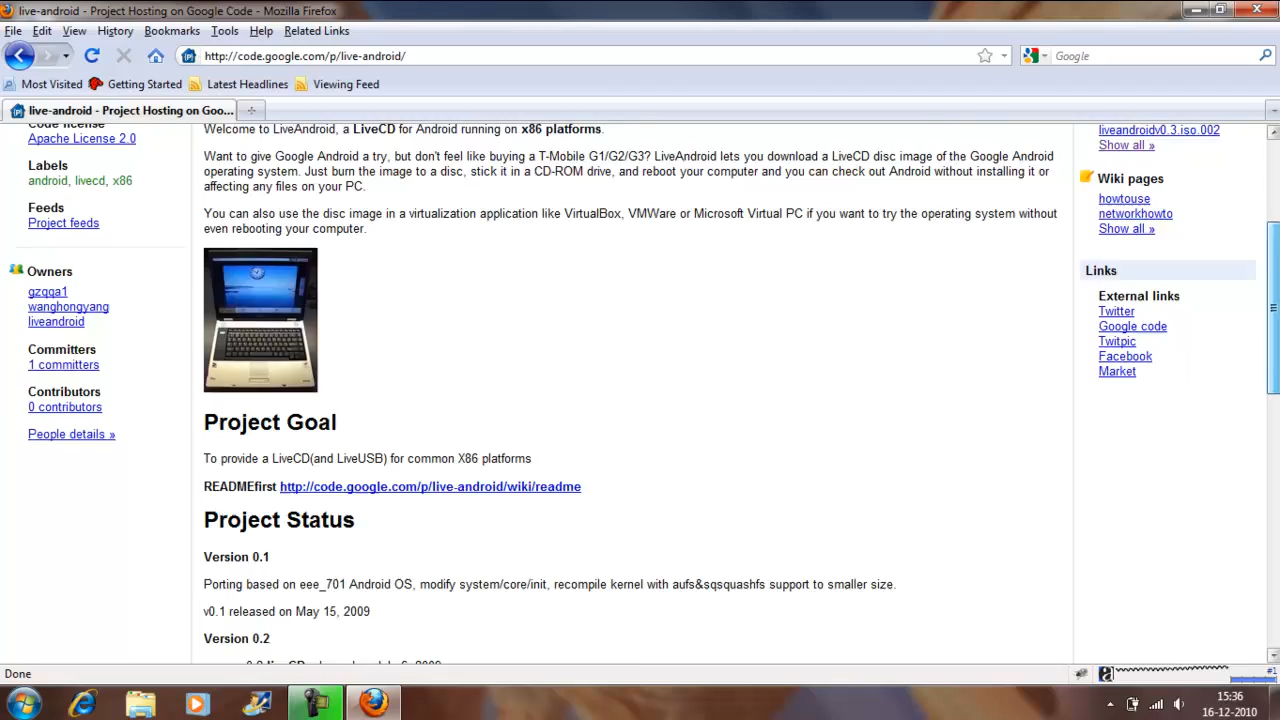 live-android - Project Hosting on Google Code - Mozilla Firefox
File Edit View History Bookmarks Tools Help Related Links
http://code.google.com/p/live-android/
Google
Most Visited Getting Started Latest Headlines Viewing Feed
live-android - Project Hosting on Goo...
Code license
Apache License 2.0
Labels
android, livecd, x86
Feeds
Project feeds
Owners
gzqqa1
wanghongyang
liveandroid
Committers
1 committers
Contributors
0 contributors
People details »
Welcome to LiveAndroid, a LiveCD for Android running on x86 platforms.
Want to give Google Android a try, but don't feel like buying a T-Mobile G1/G2/G3? LiveAndroid lets you download a LiveCD disc image of the Google Android
operating system. Just burn the image to a disc, stick it in a CD-ROM drive, and reboot your computer and you can check out Android without installing it or
affecting any files on your PC.
You can also use the disc image in a virtualization application like VirtualBox, VMWare or Microsoft Virtual PC if you want to try the operating system without
even rebooting your computer.
Project Goal
To provide a LiveCD(and LiveUSB) for common X86 platforms
READMEfirst http://code.google.com/p/live-android/wiki/readme
Project Status
Version 0.1
Porting based on eee_701 Android OS, modify system/core/init, recompile kernel with aufs&sqsquashfs support to smaller size.
v0.1 released on May 15, 2009
Version 0.2
liveandroidv0.3.iso.002
Show all »
Wiki pages
howtouse
networkhowto
Show all »
Links
External links
Twitter
Google code
Twitpic
Facebook
Market
Done
#1
15:36
16-12-2010